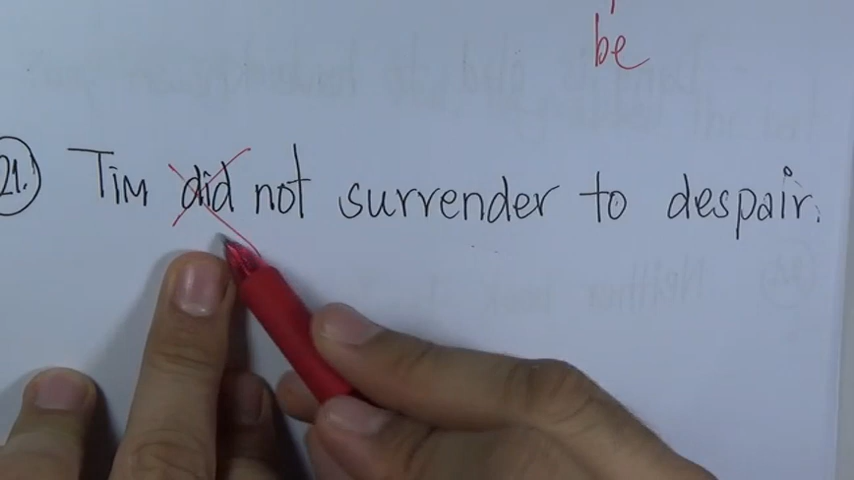 be
21. Tim did not surrender to despair.